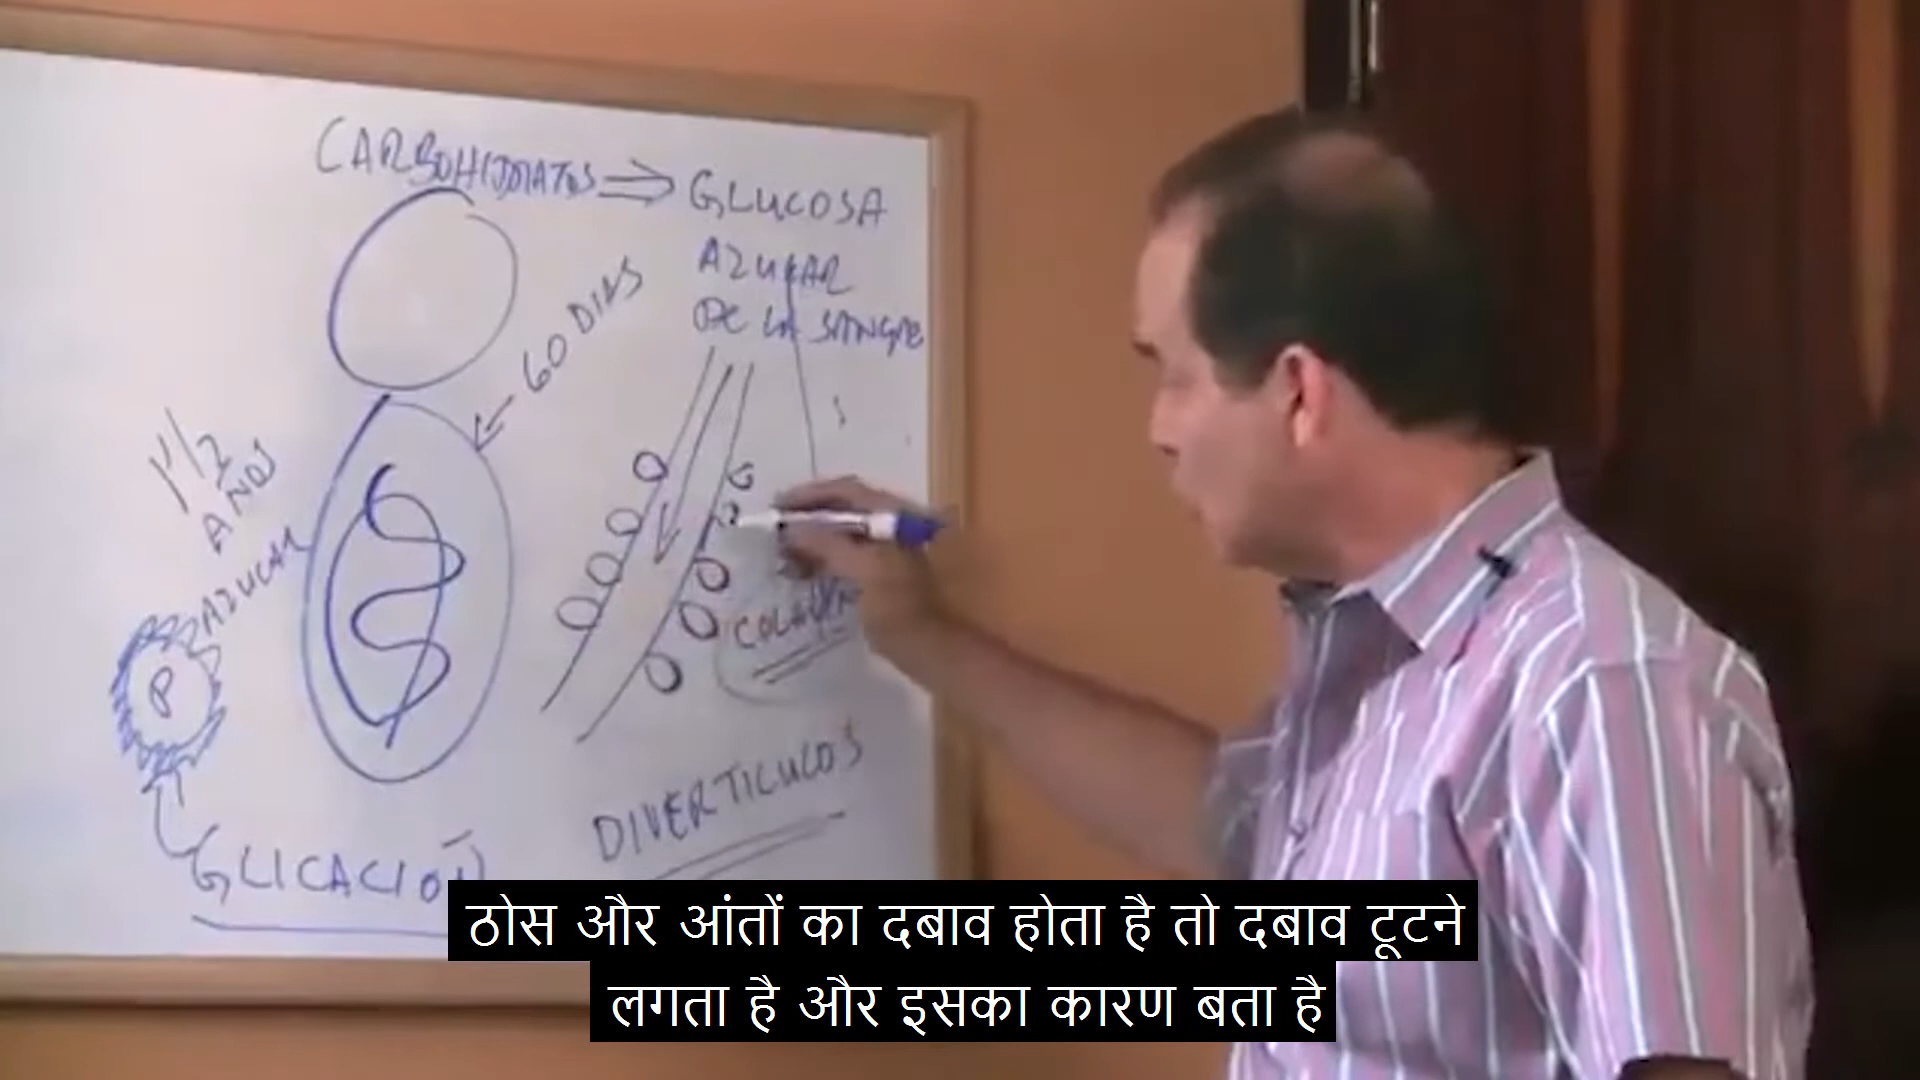 CARBOHIDRATOS ⇒ GLUCOSA
AZUCAR
DE LA SANGRE
60 DIAS
1 1/2
AÑOS
AZUCAR
P
COLAGENO
DIVERTICULOS
GLICACION
ठोस और आंतों का दबाव होता है तो दबाव टूटने
लगता है और इसका कारण बता है